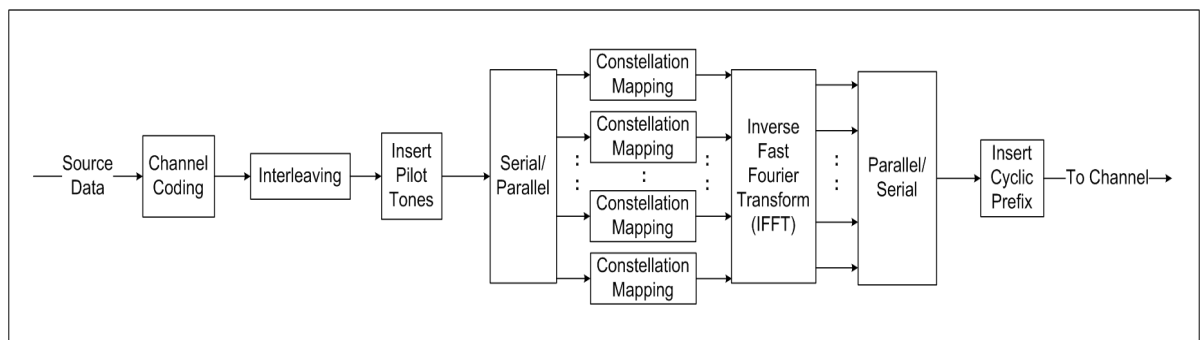 Source
Data
Channel
Coding
Interleaving
Insert
Pilot
Tones
Serial/
Parallel
Constellation
Mapping
Constellation
Mapping
Constellation
Mapping
Constellation
Mapping
Inverse
Fast
Fourier
Transform
(IFFT)
Parallel/
Serial
Insert
Cyclic
Prefix
To Channel